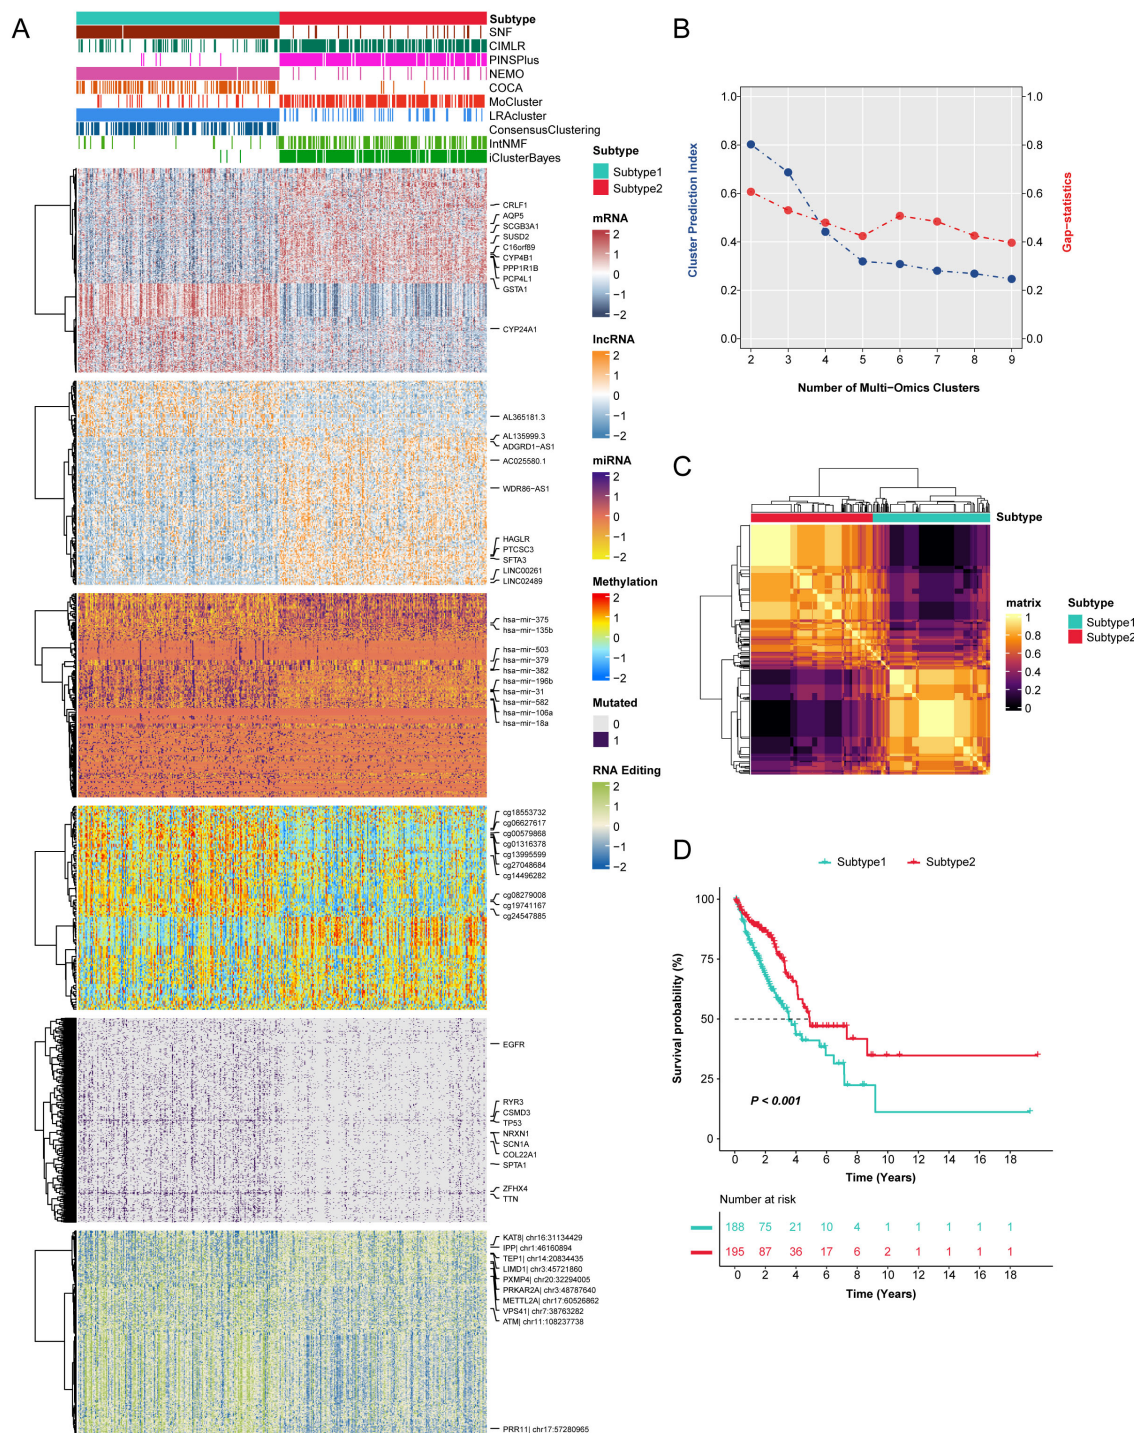 A
Subtype
SNF
CIMLR
PINSPlus
NEMO
COCA
MoCluster
LRAcluster
ConsensusClustering
IntNMF
iClusterBayes
CRLF1
AQP5
SCGB3A1
SUSD2
C16orf89
CYP4B1
PPP1R1B
PCP4L1
GSTA1
CYP24A1
AL365181.3
AL135999.3
ADGRD1-AS1
AC025580.1
WDR86-AS1
HAGLR
PTCSC3
SFTA3
LINC00261
LINC02489
hsa-mir-375
hsa-mir-135b
hsa-mir-503
hsa-mir-379
hsa-mir-382
hsa-mir-196b
hsa-mir-31
hsa-mir-582
hsa-mir-106a
hsa-mir-18a
cg18553732
cg06627617
cg00579868
cg01316378
cg13995599
cg27048684
cg14496282
cg08279008
cg19741167
cg24547885
EGFR
RYR3
CSMD3
TP53
NRXN1
SCN1A
COL22A1
SPTA1
ZFHX4
TTN
KAT8| chr16:31134429
IPP| chr1:46160894
TEP1| chr14:20834435
LIMD1| chr3:45721860
PXMP4| chr20:32294005
PRKAR2A| chr3:48787640
METTL2A| chr17:60526862
VPS41| chr7:38763282
ATM| chr11:108237738
PRR11| chr17:57280965
Subtype
Subtype1
Subtype2
mRNA
2
1
0
−1
−2
lncRNA
2
1
0
−1
−2
miRNA
2
1
0
−1
−2
Methylation
2
1
0
−1
−2
Mutated
0
1
RNA Editing
2
1
0
−1
−2
B
Cluster Prediction Index
1.0
0.8
0.6
0.4
0.2
0.0
1.0
0.8
0.6
0.4
0.2
0.0
Gap−statistics
2 3 4 5 6 7 8 9
Number of Multi−Omics Clusters
C
Subtype
matrix
1
0.8
0.6
0.4
0.2
0
Subtype
Subtype1
Subtype2
D
Subtype1 Subtype2
Survival probability (%)
100
75
50
25
0
P < 0.001
0 2 4 6 8 10 12 14 16 18
Time (Years)
Number at risk
188 75 21 10 4 1 1 1 1 1
195 87 36 17 6 2 1 1 1 1
0 2 4 6 8 10 12 14 16 18
Time (Years)